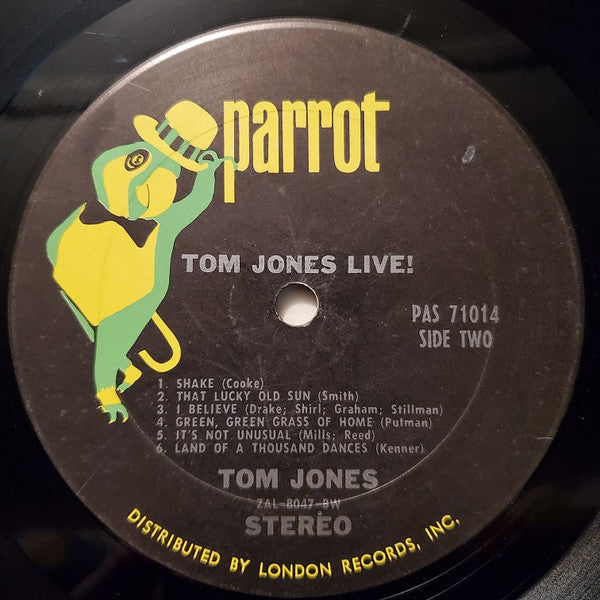 parrot
TOM JONES LIVE!
PAS 71014
SIDE TWO
1. SHAKE (Cooke)
2. THAT LUCKY OLD SUN (Smith)
3. I BELIEVE (Drake; Shirl; Graham; Stillman)
4. GREEN, GREEN GRASS OF HOME (Putman)
5. IT'S NOT UNUSUAL (Mills; Reed)
6. LAND OF A THOUSAND DANCES (Kenner)
TOM JONES
ZAL-8047-BW
STEREO
DISTRIBUTED BY LONDON RECORDS, INC.